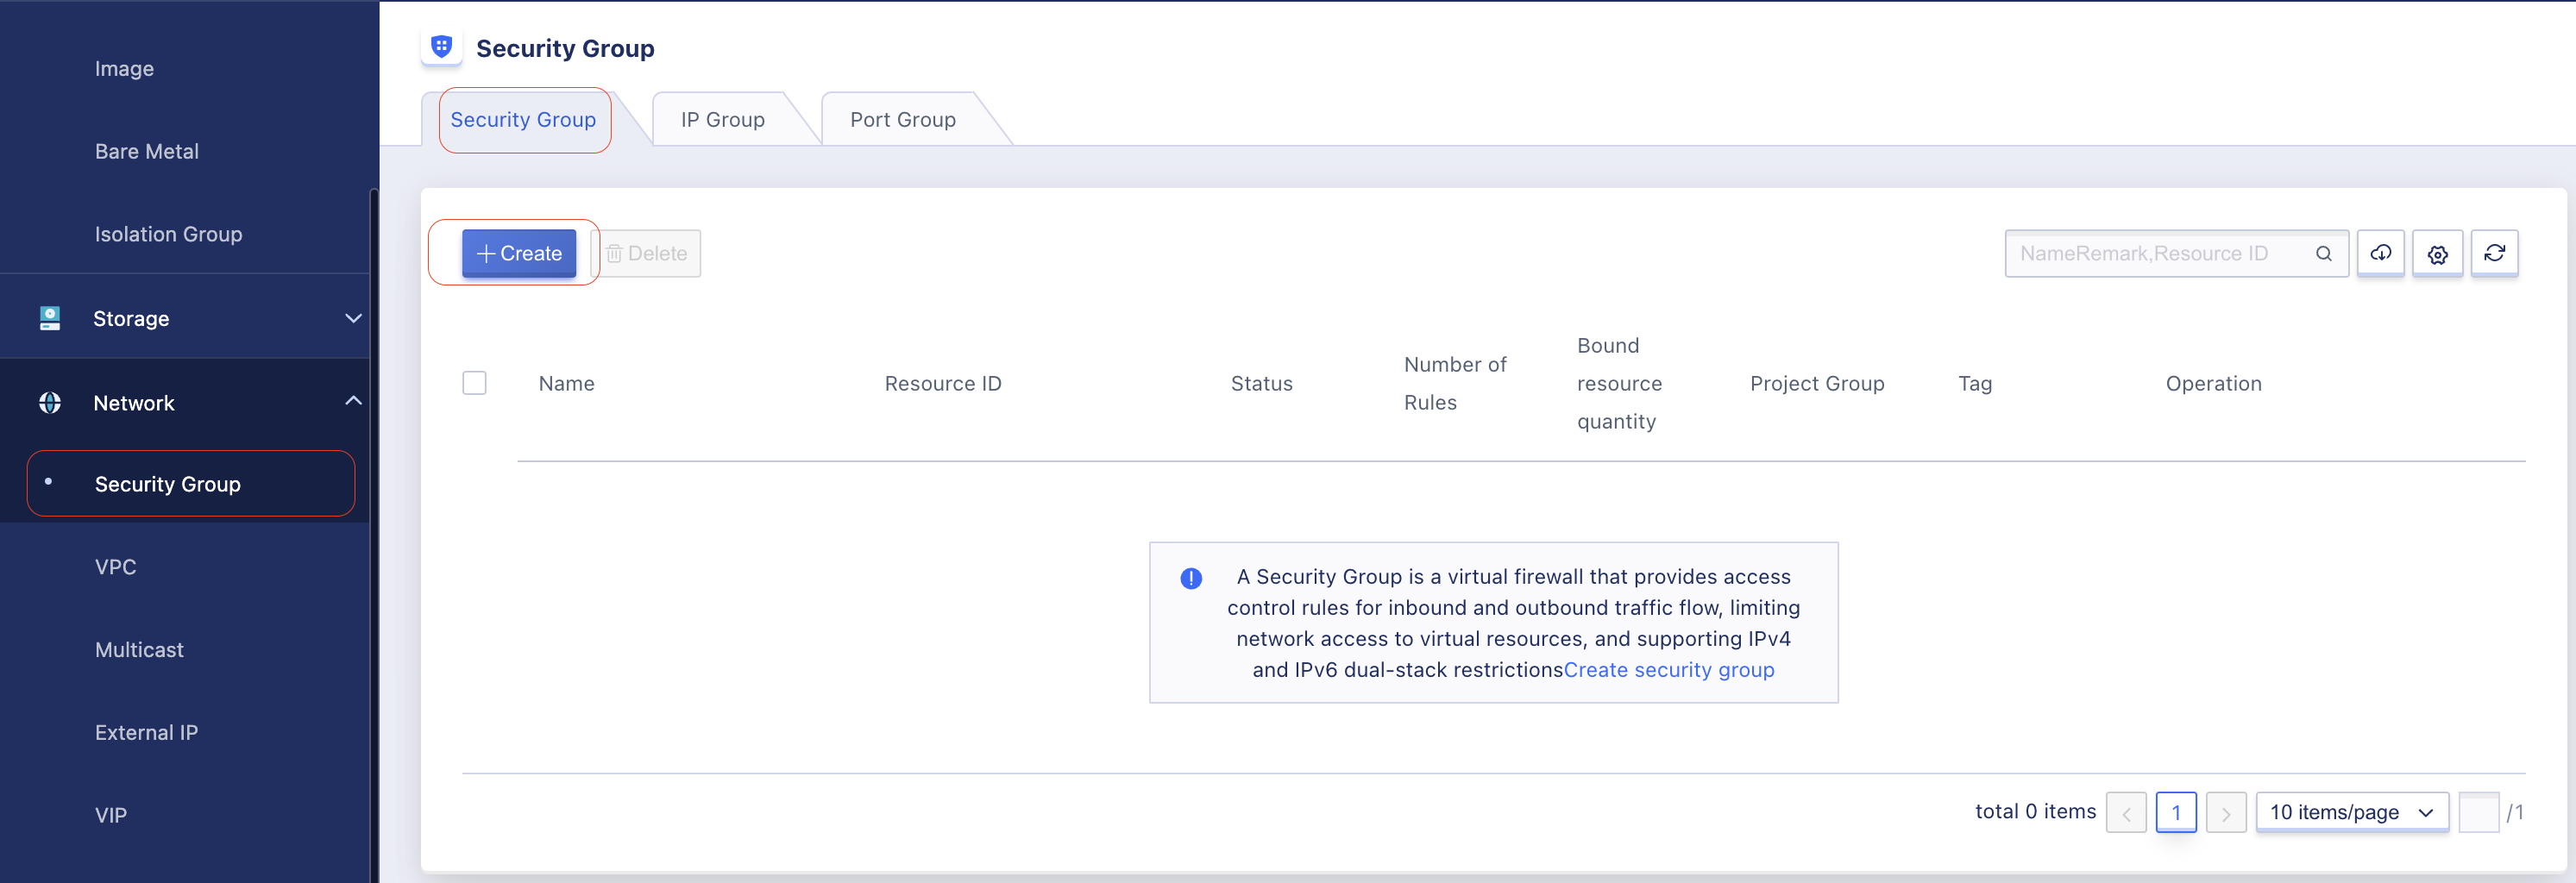 Image
Bare Metal
Isolation Group
Storage
Network
Security Group
VPC
Multicast
External IP
VIP
Security Group
Security Group
IP Group
Port Group
Create
Delete
NameRemark,Resource ID
Name
Resource ID
Status
Number of
Rules
Bound
resource
quantity
Project Group
Tag
Operation
A Security Group is a virtual firewall that provides access
control rules for inbound and outbound traffic flow, limiting
network access to virtual resources, and supporting IPv4
and IPv6 dual-stack restrictionsCreate security group
total 0 items
1
10 items/page
/1